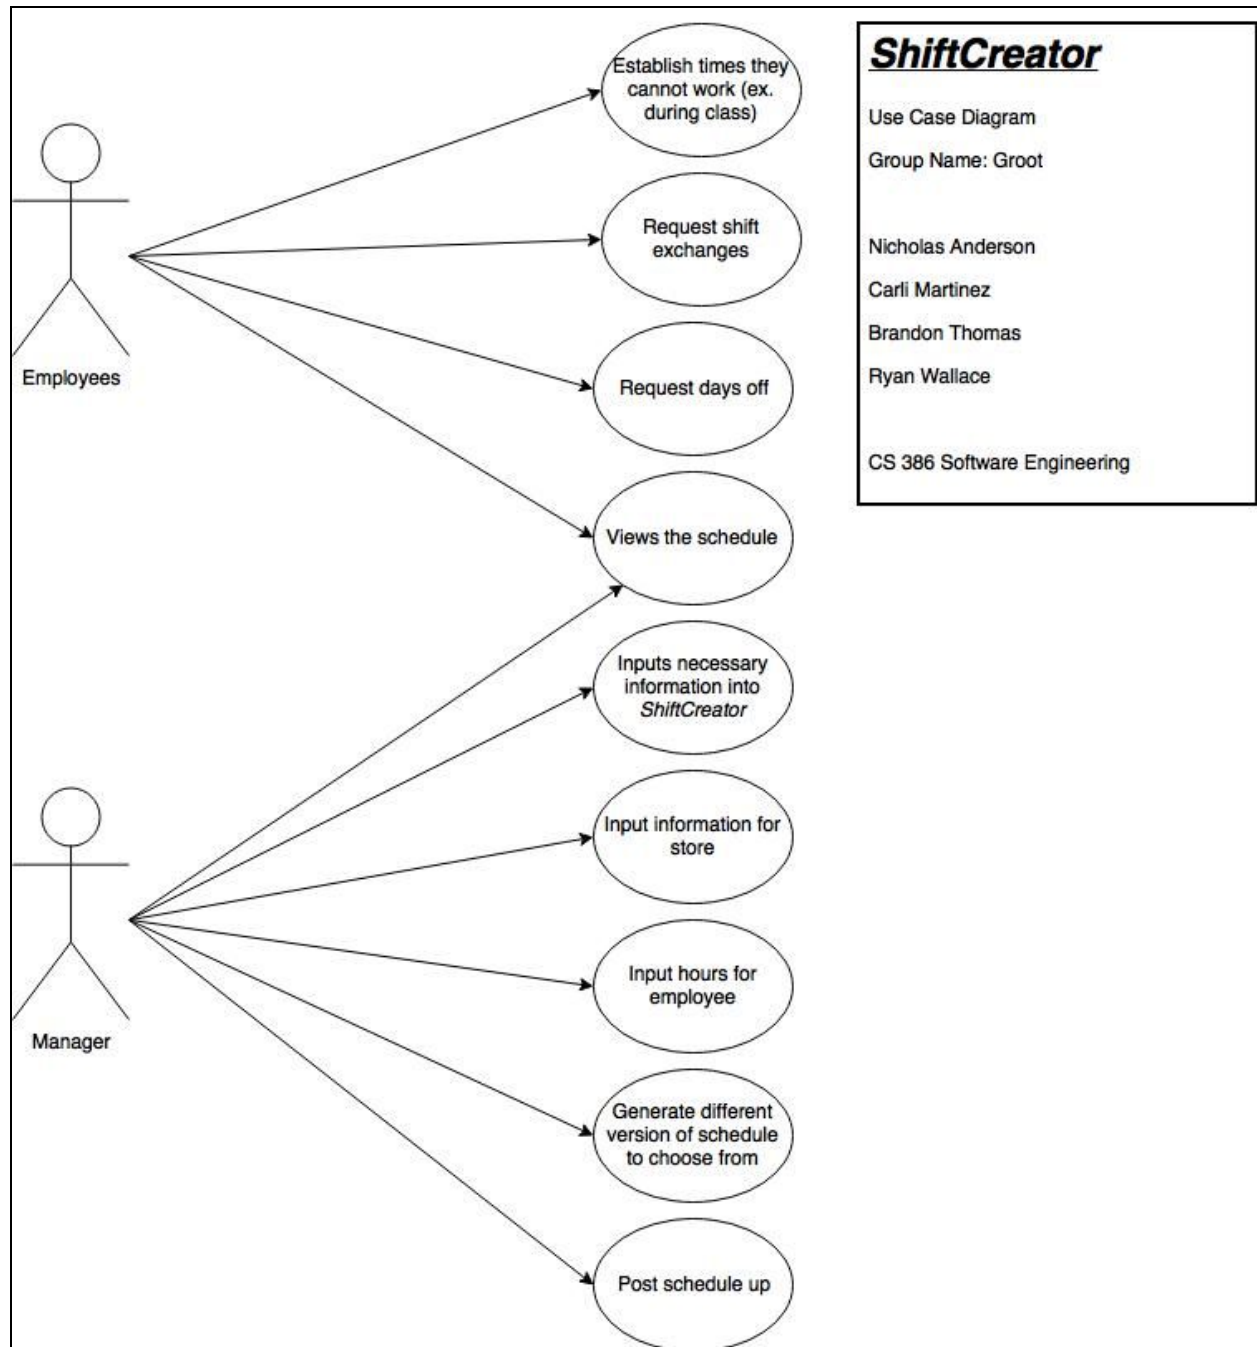 ShiftCreator
Use Case Diagram
Group Name: Groot
Nicholas Anderson
Carli Martinez
Brandon Thomas
Ryan Wallace
CS 386 Software Engineering
Employees
Establish times they
cannot work (ex.
during class)
Request shift
exchanges
Request days off
Views the schedule
Manager
Inputs necessary
information into
ShiftCreator
Input information for
store
Input hours for
employee
Generate different
version of schedule
to choose from
Post schedule up